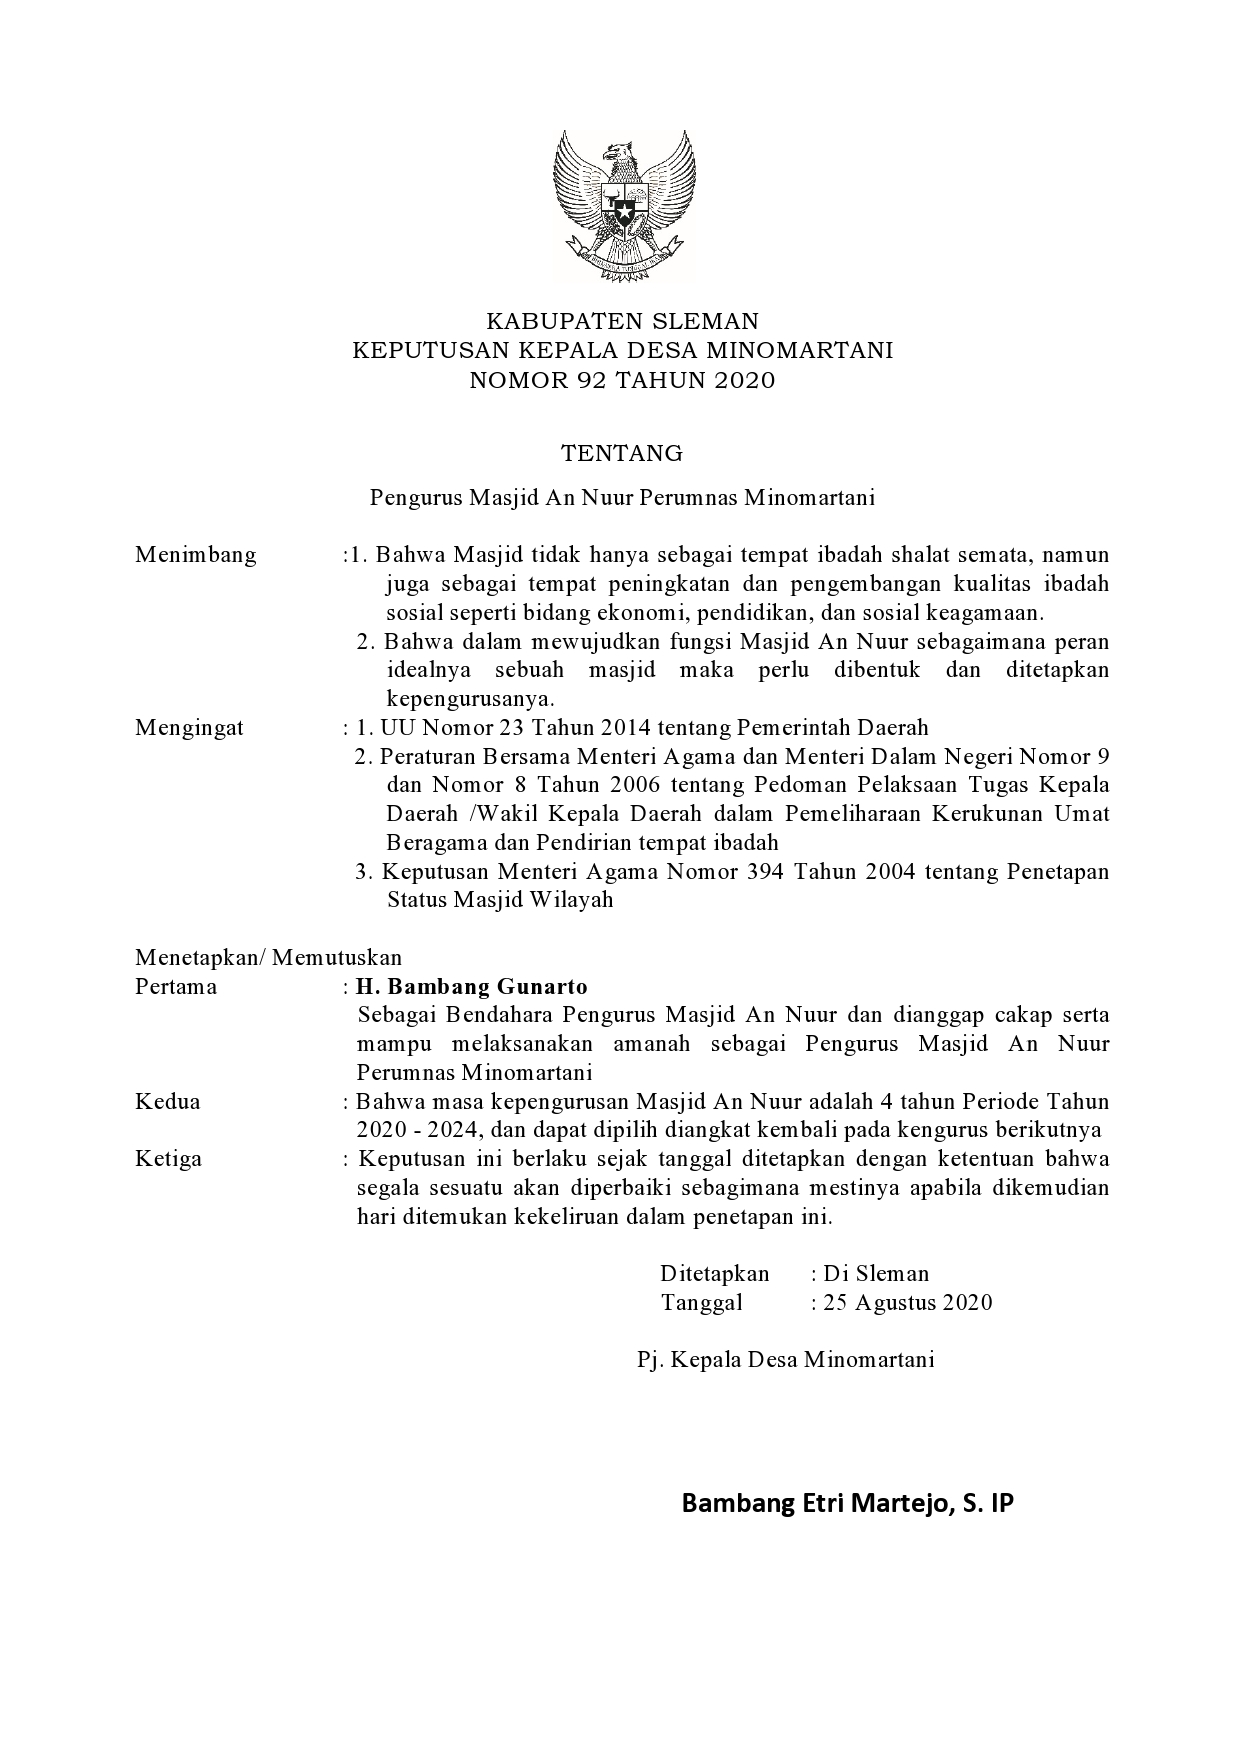 KABUPATEN SLEMAN
KEPUTUSAN KEPALA DESA MINOMARTANI
NOMOR 92 TAHUN 2020
TENTANG
Pengurus Masjid An Nuur Perumnas Minomartani
Menimbang :1. Bahwa Masjid tidak hanya sebagai tempat ibadah shalat semata, namun
juga sebagai tempat peningkatan dan pengembangan kualitas ibadah
sosial seperti bidang ekonomi, pendidikan, dan sosial keagamaan.
2. Bahwa dalam mewujudkan fungsi Masjid An Nuur sebagaimana peran
idealnya sebuah masjid maka perlu dibentuk dan ditetapkan
kepengurusanya.
Mengingat : 1. UU Nomor 23 Tahun 2014 tentang Pemerintah Daerah
2. Peraturan Bersama Menteri Agama dan Menteri Dalam Negeri Nomor 9
dan Nomor 8 Tahun 2006 tentang Pedoman Pelaksaan Tugas Kepala
Daerah /Wakil Kepala Daerah dalam Pemeliharaan Kerukunan Umat
Beragama dan Pendirian tempat ibadah
3. Keputusan Menteri Agama Nomor 394 Tahun 2004 tentang Penetapan
Status Masjid Wilayah
Menetapkan/ Memutuskan
Pertama : H. Bambang Gunarto
Sebagai Bendahara Pengurus Masjid An Nuur dan dianggap cakap serta
mampu melaksanakan amanah sebagai Pengurus Masjid An Nuur
Perumnas Minomartani
Kedua : Bahwa masa kepengurusan Masjid An Nuur adalah 4 tahun Periode Tahun
2020 - 2024, dan dapat dipilih diangkat kembali pada kengurus berikutnya
Ketiga : Keputusan ini berlaku sejak tanggal ditetapkan dengan ketentuan bahwa
segala sesuatu akan diperbaiki sebagimana mestinya apabila dikemudian
hari ditemukan kekeliruan dalam penetapan ini.
Ditetapkan : Di Sleman
Tanggal : 25 Agustus 2020
Pj. Kepala Desa Minomartani
Bambang Etri Martejo, S. IP